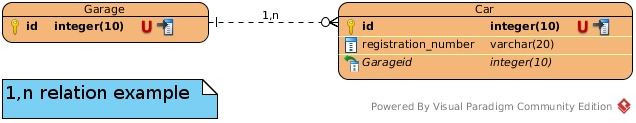 Garage
id integer(10) U
1,n
Car
id integer(10) U
registration_number varchar(20)
Garageid integer(10)
1,n relation example
Powered By Visual Paradigm Community Edition